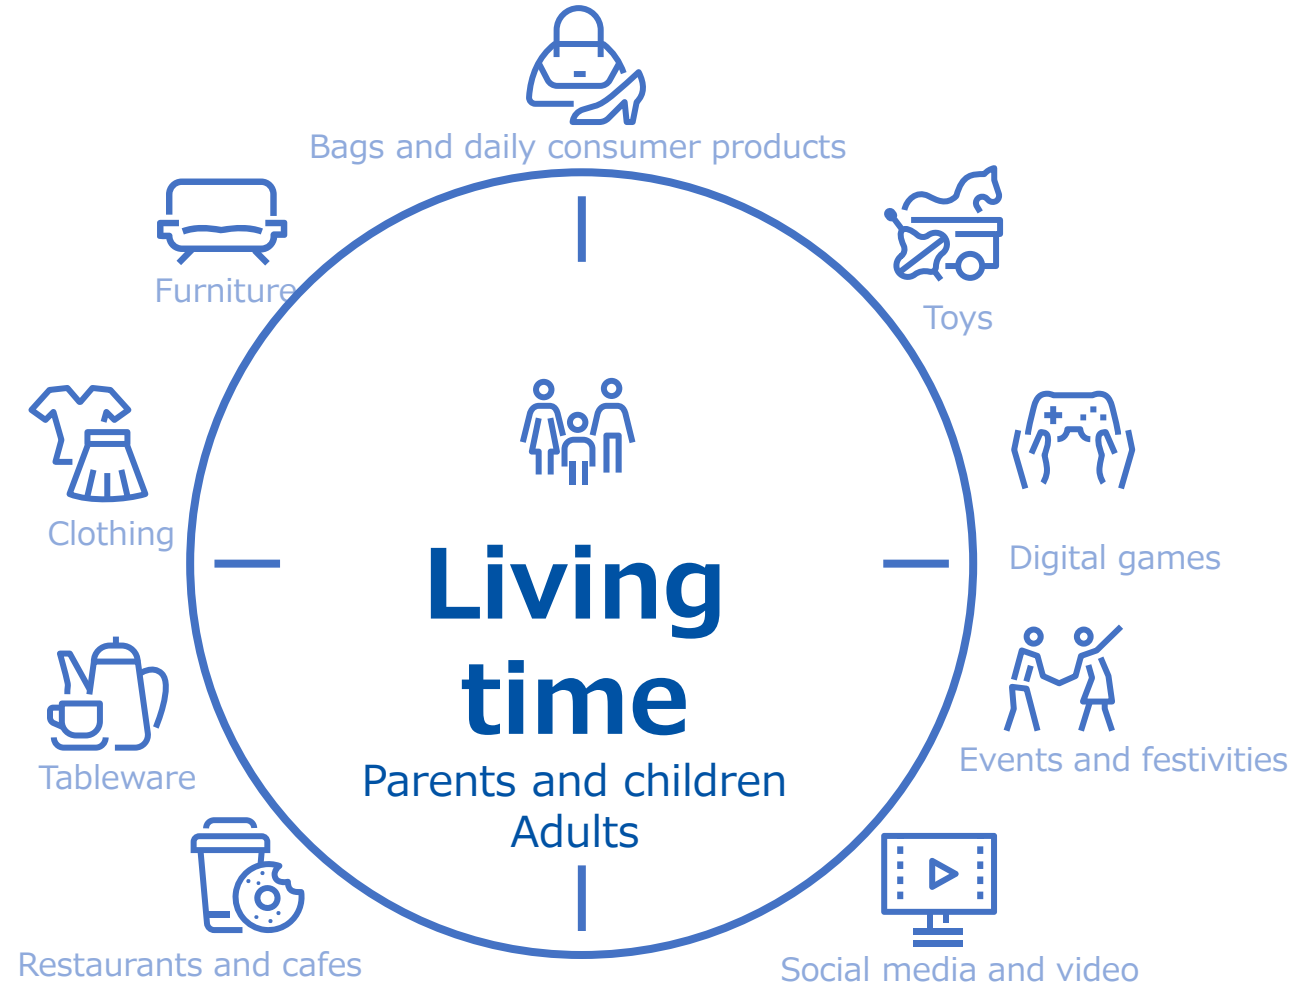 Bags and daily consumer products
Furniture
Toys
Clothing
Digital games
Living
time
Parents and children
Adults
Tableware
Events and festivities
Restaurants and cafes
Social media and video